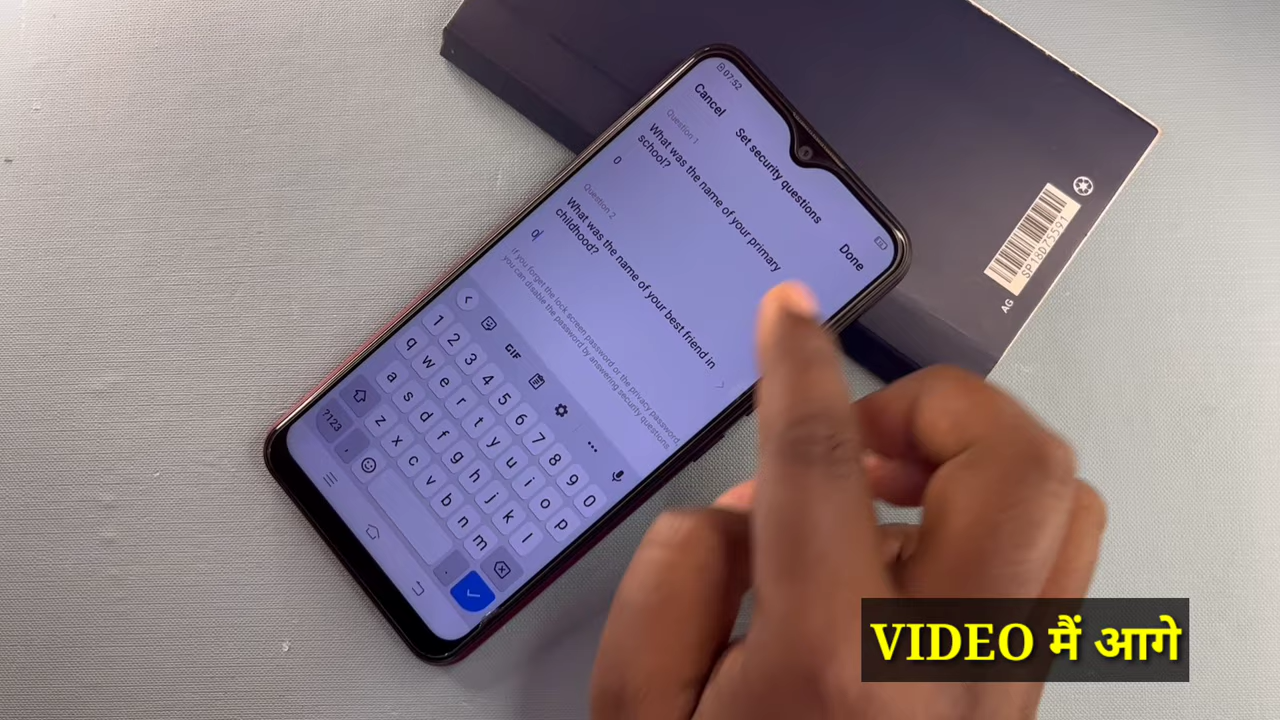 07:52
Cancel
Set security questions
Done
Question 1
What was the name of your primary
school?
0
Question 2
What was the name of your best friend in
childhood?
If you forget the lock screen password or the privacy password,
you can disable the password by answering security questions.
GIF
1 2 3 4 5 6 7 8 9 0
q w e r t y u i o p
a s d f g h j k l
z x c v b n m
?123 , .
SP18075591
AG
VIDEO मैं आगे